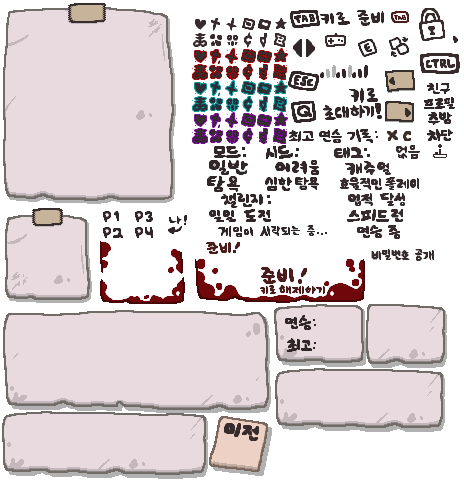 TAB 키로 준비 TAB
E
CTRL
ESC
키로
초대하기!
Q
친구
프로필
추방
차단
최고 연승 기록: X C
모드: 시드: 태그: 없음
일반 어려움 캐쥬얼
탐욕 심한 탐욕 효율적인 플레이
챌린지: 업적 달성
일일 도전 스피드런
게임이 시작되는 중... 연승 중
P1 P3 나!
P2 P4
준비!
비밀번호 공개
준비!
키로 해제하기
연승:
최고:
이전